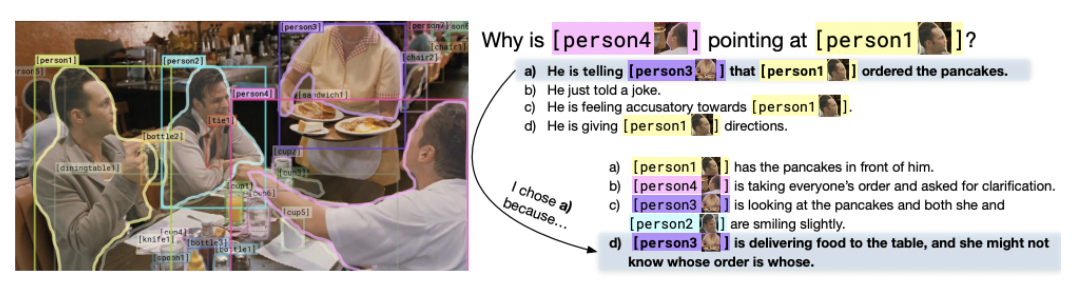 [person1]
[person2]
[person3]
[person4]
[chair1]
[chair2]
[sandwich1]
[tie1]
[bottle2]
[diningtable1]
[cup2]
[cup3]
[cup5]
[cup4]
[knife1]
[bottle3]
[bottle1]
[spoon1]
Why is [person4 ] pointing at [person1 ]?
a) He is telling [person3 ] that [person1 ] ordered the pancakes.
b) He just told a joke.
c) He is feeling accusatory towards [person1 ].
d) He is giving [person1 ] directions.
I chose a)
because...
a) [person1 ] has the pancakes in front of him.
b) [person4 ] is taking everyone's order and asked for clarification.
c) [person3 ] is looking at the pancakes and both she and
[person2 ] are smiling slightly.
d) [person3 ] is delivering food to the table, and she might not
know whose order is whose.